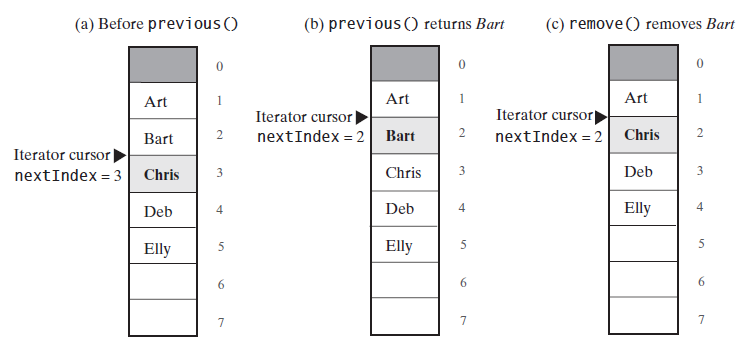 (a) Before previous()
0
Art 1
Bart 2
Iterator cursor
nextIndex = 3 Chris 3
Deb 4
Elly 5
6
7
(b) previous() returns Bart
0
Art 1
Iterator cursor
nextIndex = 2 Bart 2
Chris 3
Deb 4
Elly 5
6
7
(c) remove() removes Bart
0
Art 1
Iterator cursor
nextIndex = 2 Chris 2
Deb 3
Elly 4
5
6
7